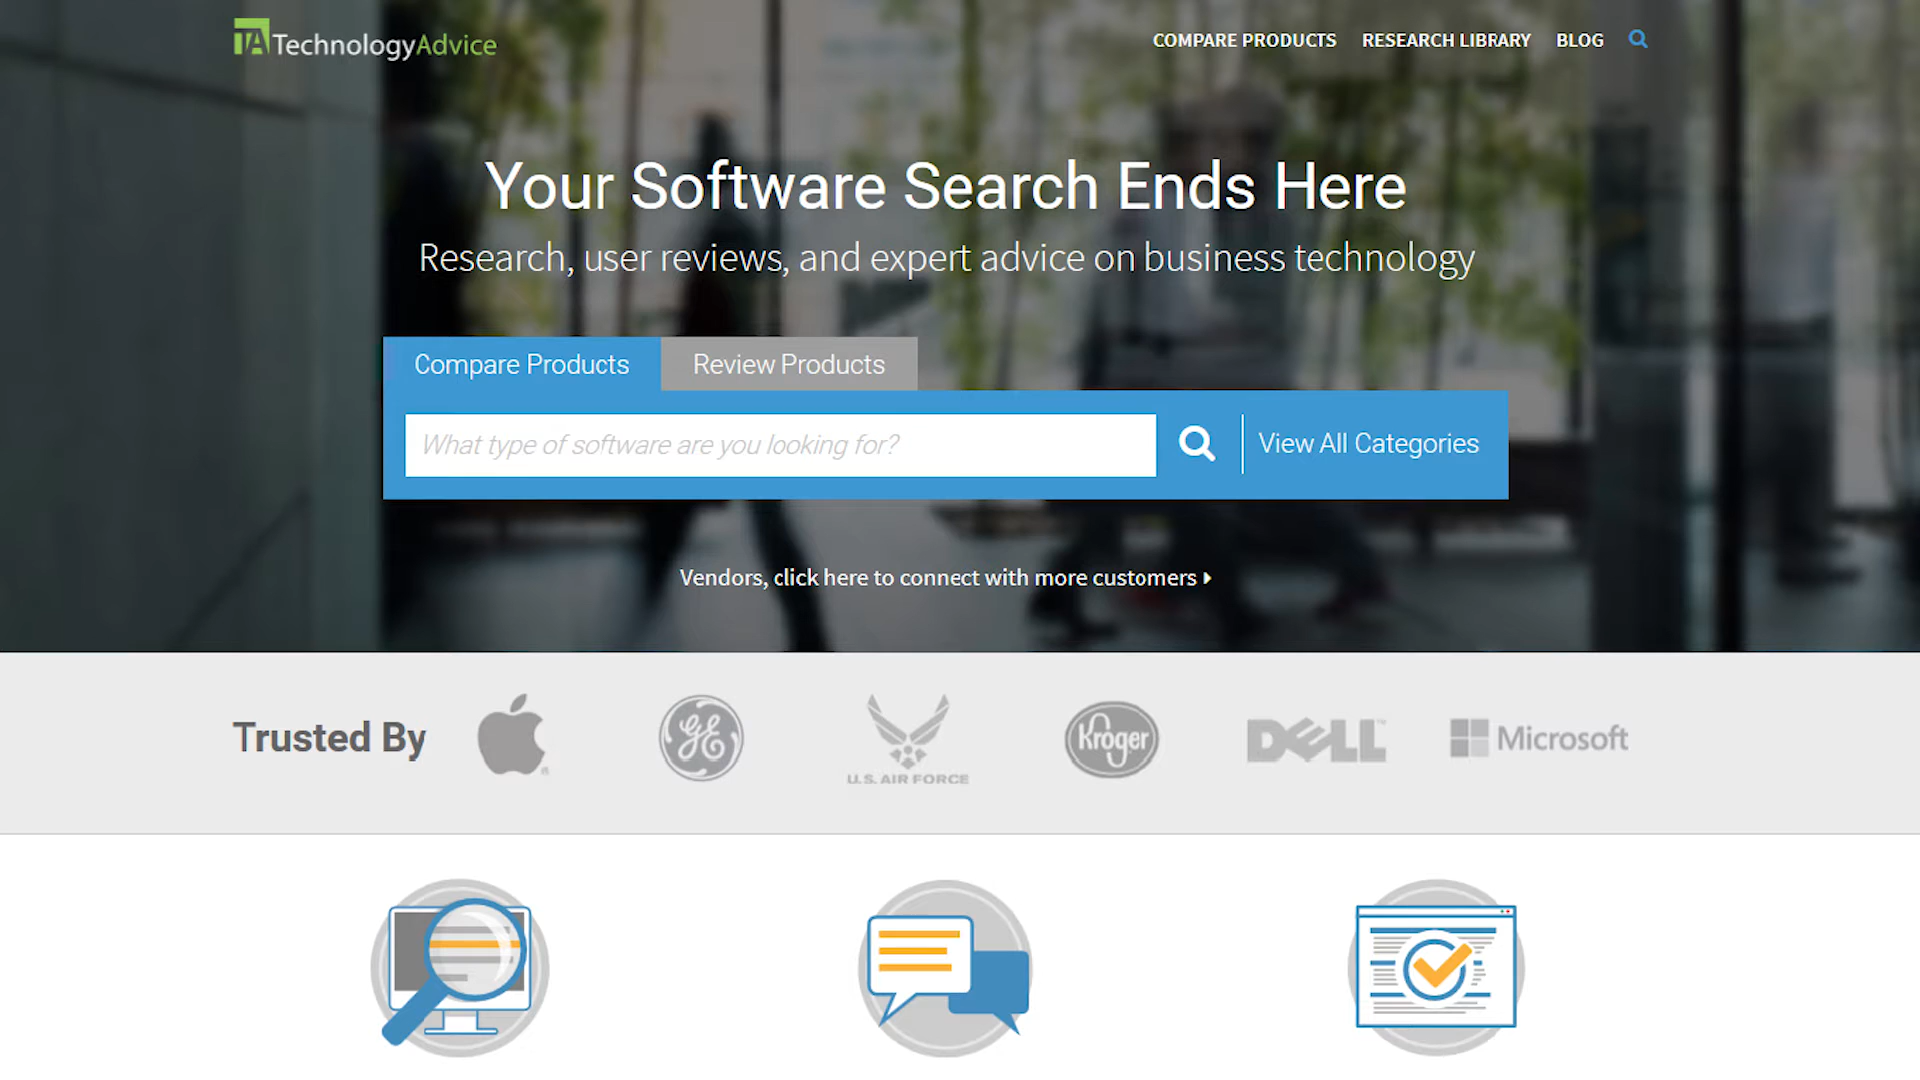 TA TechnologyAdvice
COMPARE PRODUCTS RESEARCH LIBRARY BLOG
Your Software Search Ends Here
Research, user reviews, and expert advice on business technology
Compare Products Review Products
What type of software are you looking for?
View All Categories
Vendors, click here to connect with more customers
Trusted By
GE
U.S. AIR FORCE
Kroger
DELL™
Microsoft